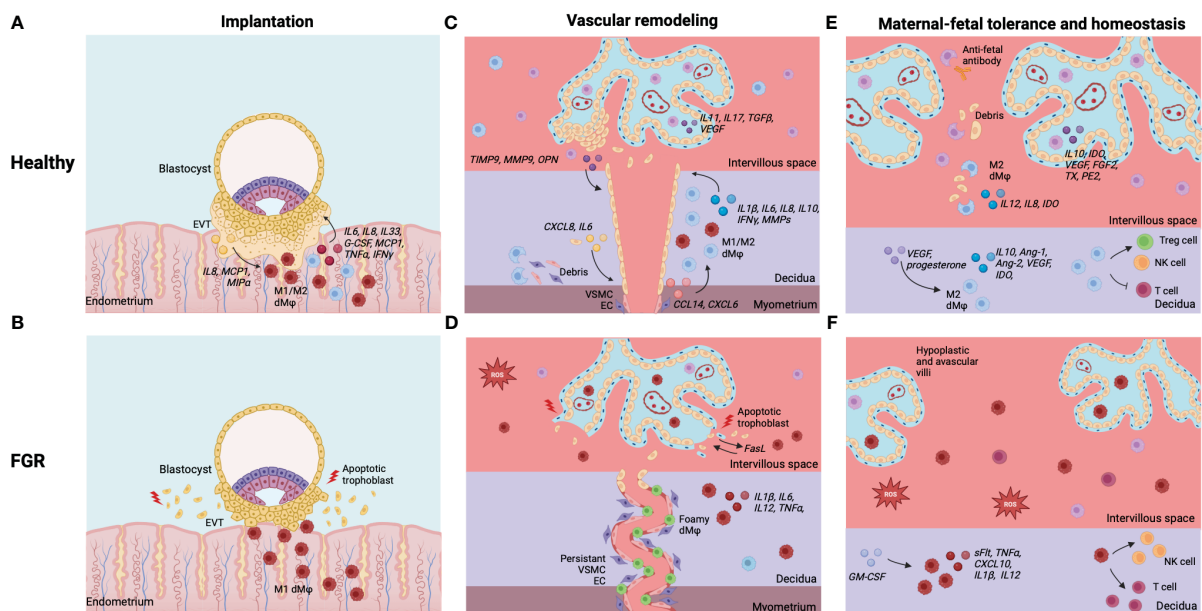 A
Implantation
Blastocyst
Healthy
EVT
IL6, IL8, IL33,
G-CSF, MCP1,
TNFα, IFNγ
IL8, MCP1,
MIPα
M1/M2
dMφ
Endometrium
B
Blastocyst
Apoptotic
trophoblast
FGR
EVT
M1 dMφ
Endometrium
C
Vascular remodeling
IL11, IL17, TGFβ,
VEGF
TIMP9, MMP9, OPN
Intervillous space
IL1β, IL6, IL8, IL10,
IFNγ, MMPs
CXCL8, IL6
M1/M2
dMφ
Debris
Decidua
VSMC
EC
CCL14, CXCL6
Myometrium
D
ROS
Apoptotic
trophoblast
FasL
Intervillous space
IL1β, IL6,
IL12, TNFα,
Foamy
dMφ
Persistant
VSMC
EC
Decidua
Myometrium
E
Maternal-fetal tolerance and homeostasis
Anti-fetal
antibody
Debris
M2
dMφ
IL10, IDO,
VEGF, FGF2,
TX, PE2,
IL12, IL8, IDO
Intervillous space
VEGF,
progesterone
IL10, Ang-1,
Ang-2, VEGF,
IDO,
M2
dMφ
Treg cell
NK cell
T cell
Decidua
F
Hypoplastic
and avascular
villi
ROS
ROS
Intervillous space
GM-CSF
sFlt, TNFα,
CXCL10,
IL1β, IL12
NK cell
T cell
Decidua